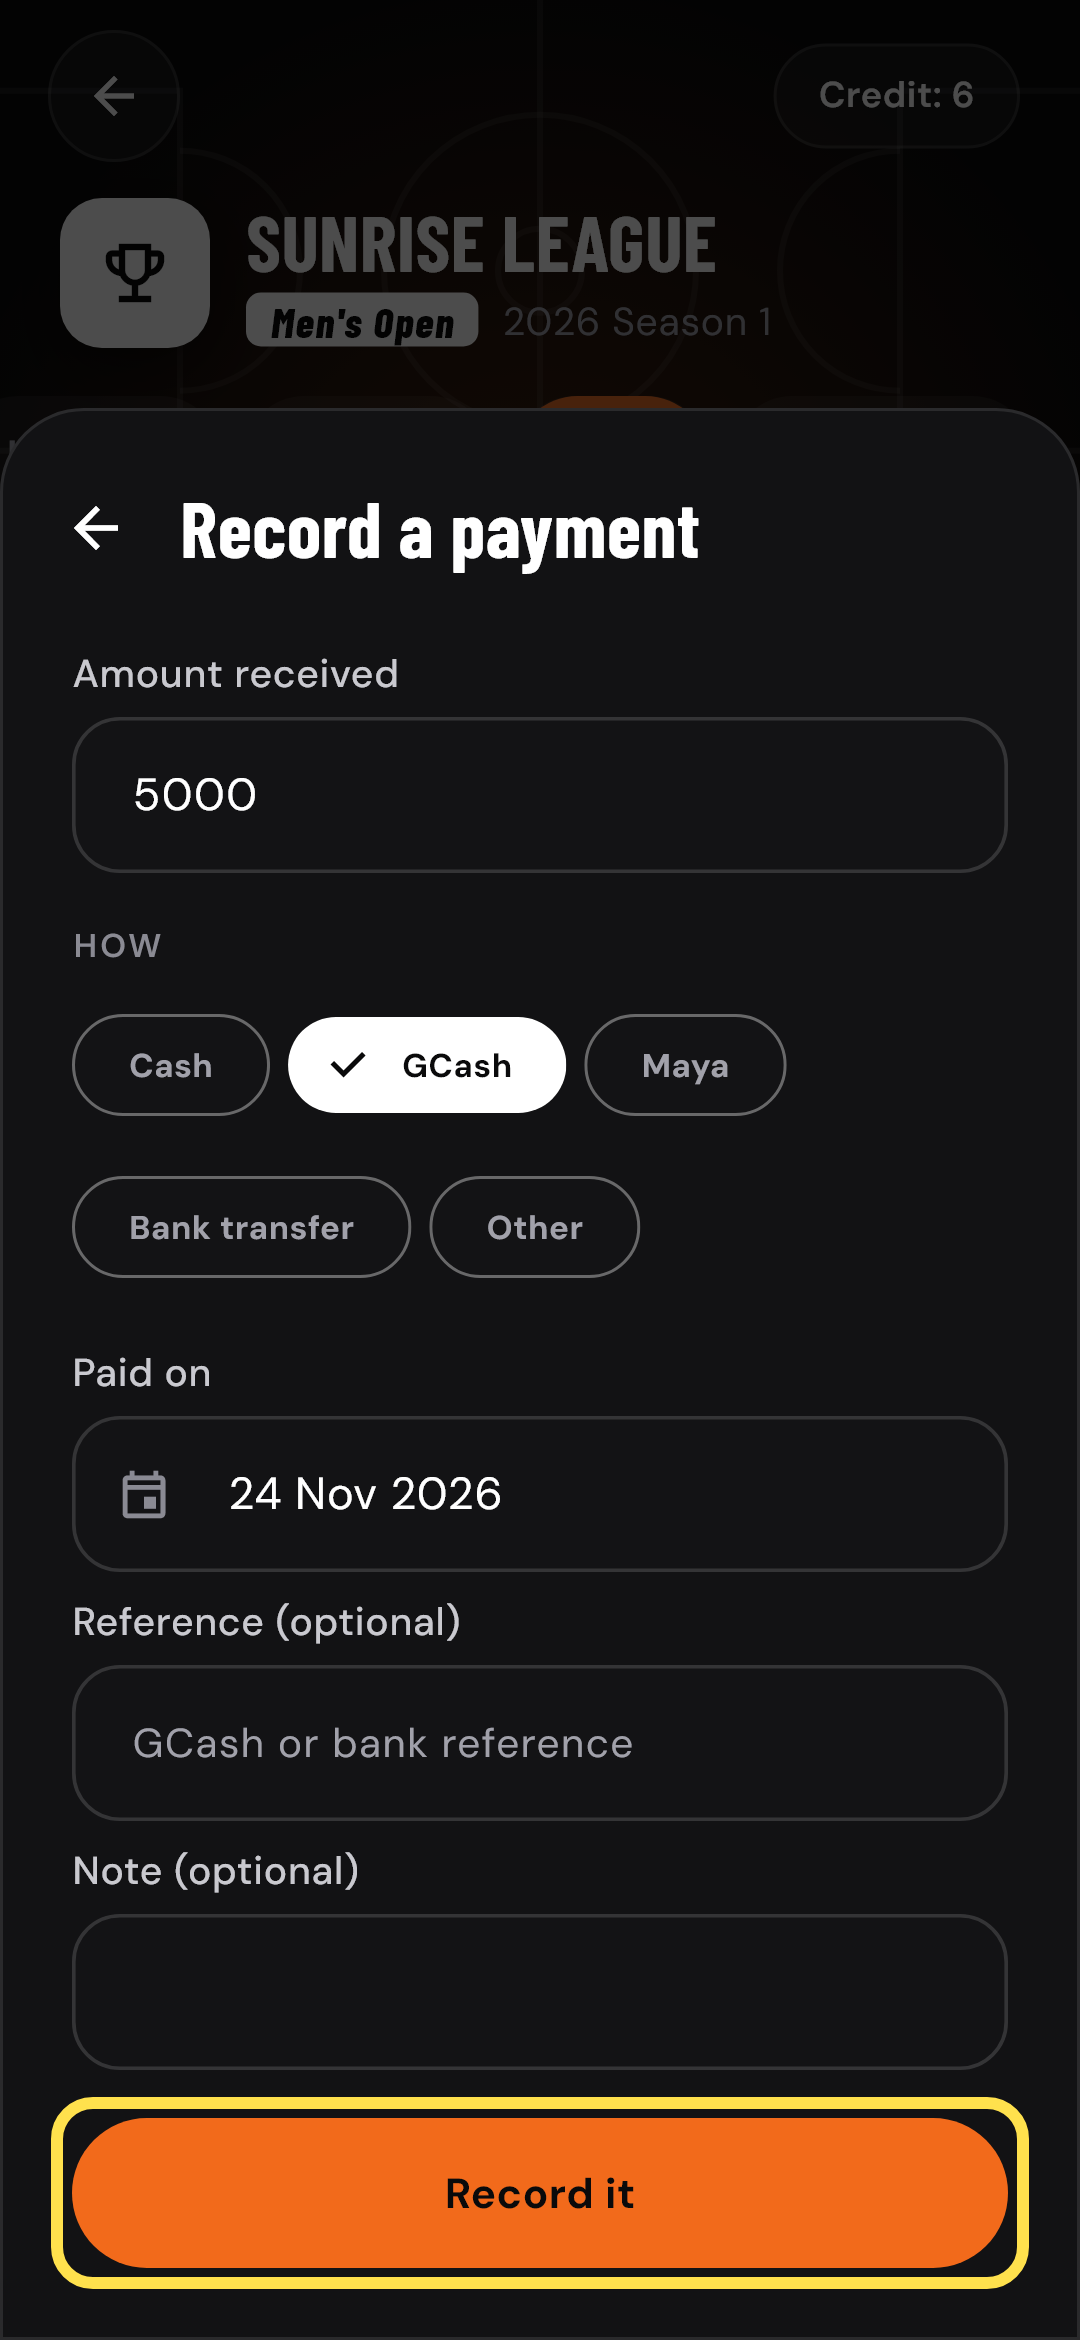 Credit: 6
SUNRISE LEAGUE
Men's Open 2026 Season 1
Record a payment
Amount received
5000
HOW
Cash
GCash
Maya
Bank transfer
Other
Paid on
24 Nov 2026
Reference (optional)
GCash or bank reference
Note (optional)
Record it